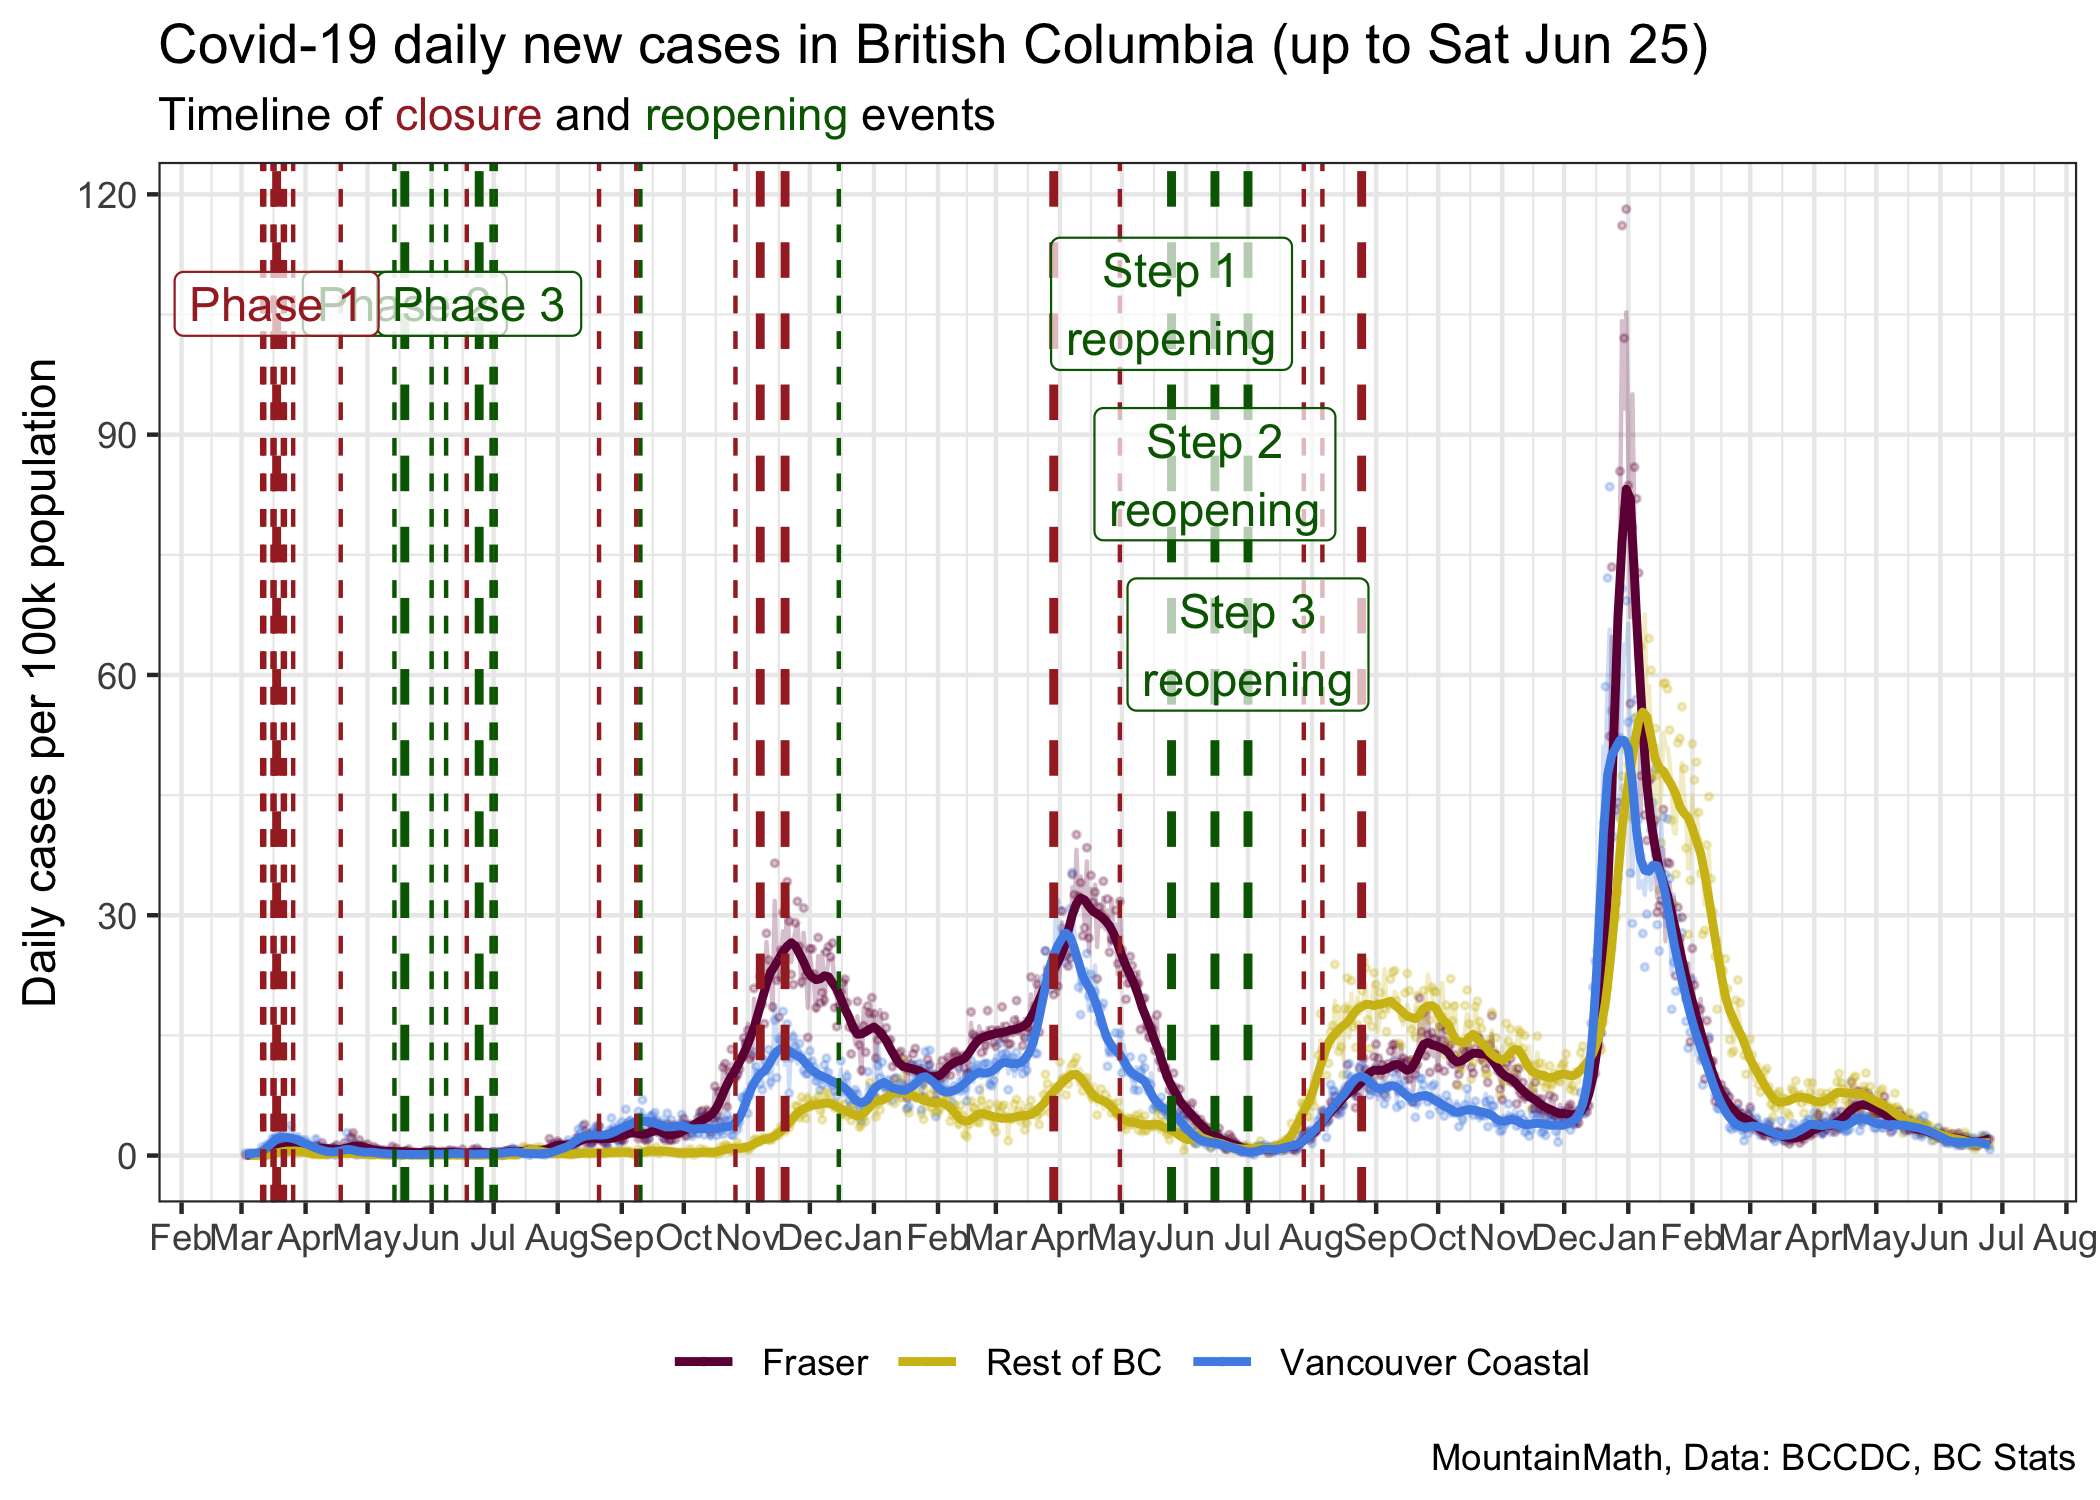 Covid-19 daily new cases in British Columbia (up to Sat Jun 25)
Timeline of closure and reopening events
Daily cases per 100k population
120
90
60
30
0
Phase 1
Phase 2
Phase 3
Step 1
reopening
Step 2
reopening
Step 3
reopening
Feb Mar Apr May Jun Jul Aug Sep Oct Nov Dec Jan Feb Mar Apr May Jun Jul Aug Sep Oct Nov Dec Jan Feb Mar Apr May Jun Jul Aug
Fraser Rest of BC Vancouver Coastal
MountainMath, Data: BCCDC, BC Stats